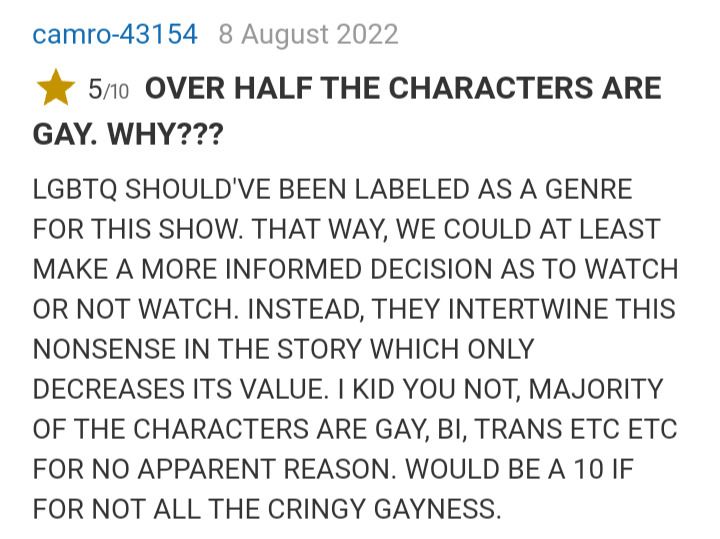 camro-43154 8 August 2022
5/10 OVER HALF THE CHARACTERS ARE
GAY. WHY???
LGBTQ SHOULD'VE BEEN LABELED AS A GENRE
FOR THIS SHOW. THAT WAY, WE COULD AT LEAST
MAKE A MORE INFORMED DECISION AS TO WATCH
OR NOT WATCH. INSTEAD, THEY INTERTWINE THIS
NONSENSE IN THE STORY WHICH ONLY
DECREASES ITS VALUE. I KID YOU NOT, MAJORITY
OF THE CHARACTERS ARE GAY, BI, TRANS ETC ETC
FOR NO APPARENT REASON. WOULD BE A 10 IF
FOR NOT ALL THE CRINGY GAYNESS.